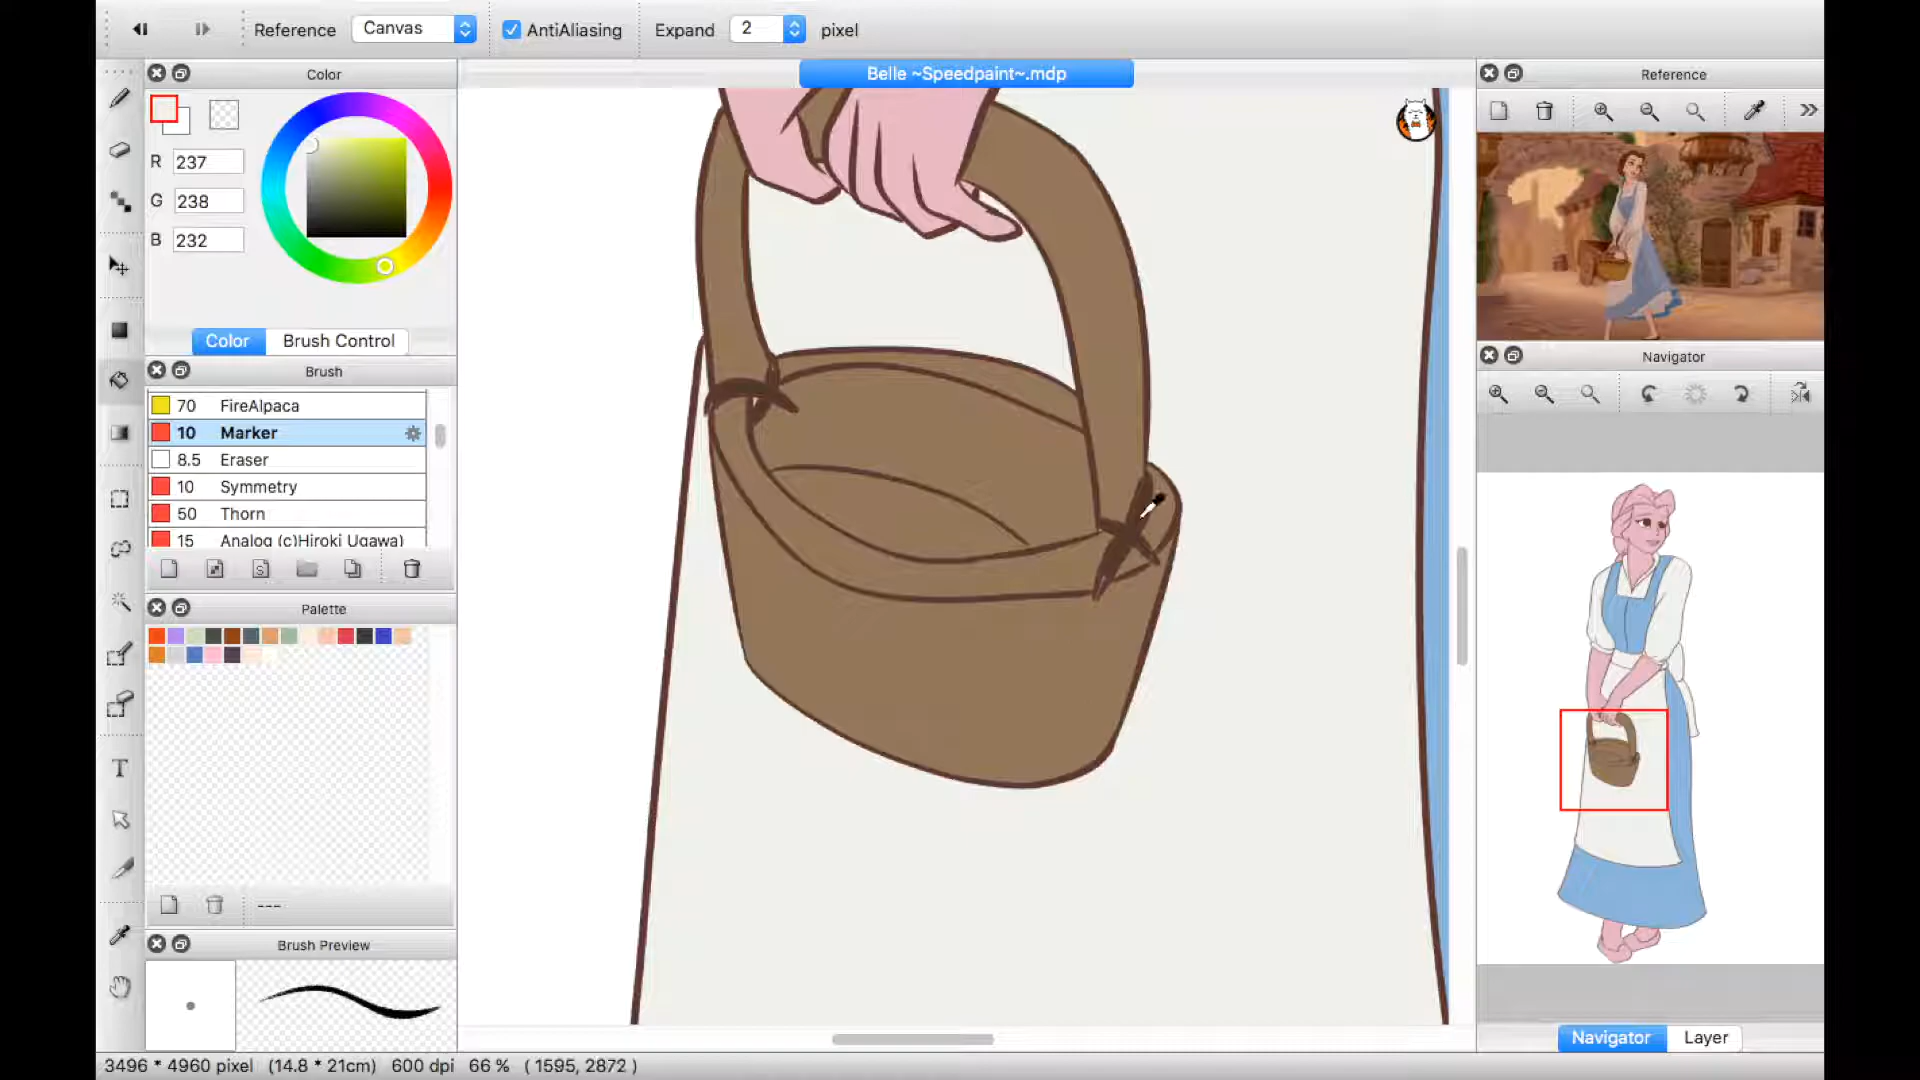 Reference Canvas AntiAliasing Expand 2 pixel
Color
Belle ~Speedpaint~.mdp
Reference
R 237
G 238
B 232
Color Brush Control
Brush
70 FireAlpaca
10 Marker
8.5 Eraser
10 Symmetry
50 Thorn
15 Analog (c)Hiroki Ugawa)
S
Palette
---
Brush Preview
T
Navigator
Navigator Layer
3496 * 4960 pixel (14.8 * 21cm) 600 dpi 66 % ( 1595, 2872 )